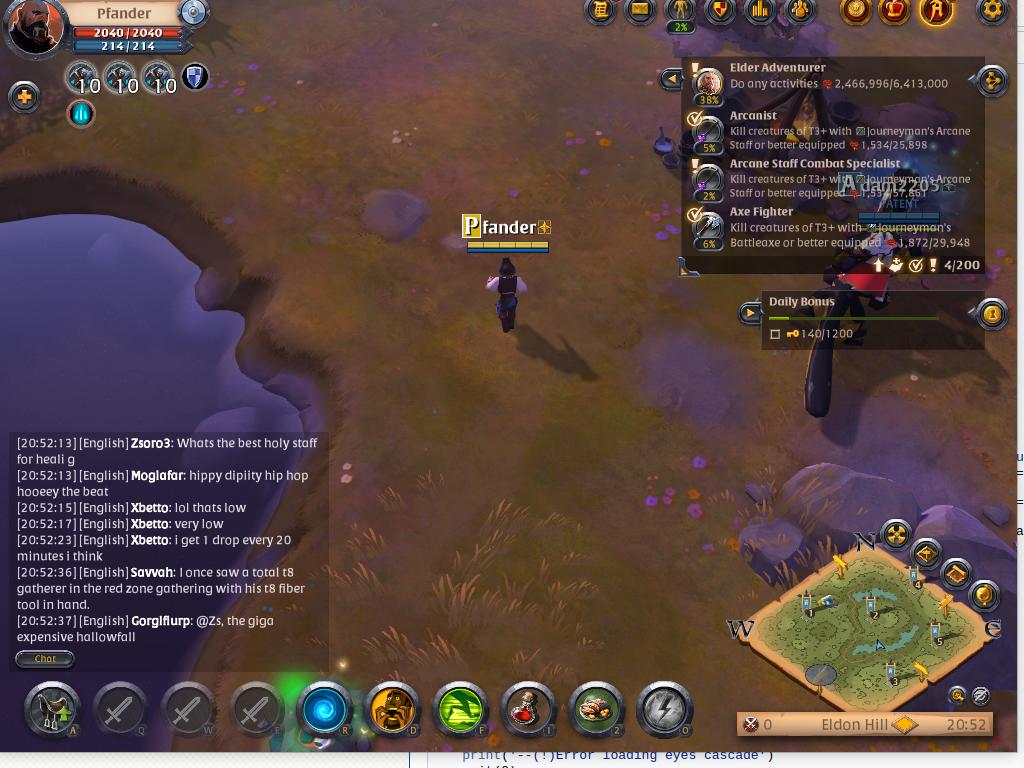 Pfander
2040/2040
214/214
10 10 10
2%
Elder Adventurer
Do any activities 2,466,996/6,413,000
38%
Arcanist
Kill creatures of T3+ with Journeyman's Arcane
Staff or better equipped 1,534/25,898
5%
Arcane Staff Combat Specialist
Kill creatures of T3+ with Journeyman's Arcane
Staff or better equipped
2%
PATENT
Axe Fighter
Kill creatures of T3+ with Journeyman's
Battleaxe or better equipped 1,872/29,948
6%
4/200
Daily Bonus
140/1200
Pfander
[20:52:13] [English] Zsoro3: Whats the best holy staff
for heali g
[20:52:13] [English] Moglafar: hippy dipiity hip hop
hooeey the beat
[20:52:15] [English] Xbetto: lol thats low
[20:52:17] [English] Xbetto: very low
[20:52:23] [English] Xbetto: i get 1 drop every 20
minutes i think
[20:52:36] [English] Savvah: I once saw a total t8
gatherer in the red zone gathering with his t8 fiber
tool in hand.
[20:52:37] [English] Gorglflurp: @Zs, the giga
expensive hallowfall
Chat
A Q W E R D F 1 2 O
N
W
E
1 2 3 4 5
0 Eldon Hill 20:52
print('--(!)Error loading eyes cascade')